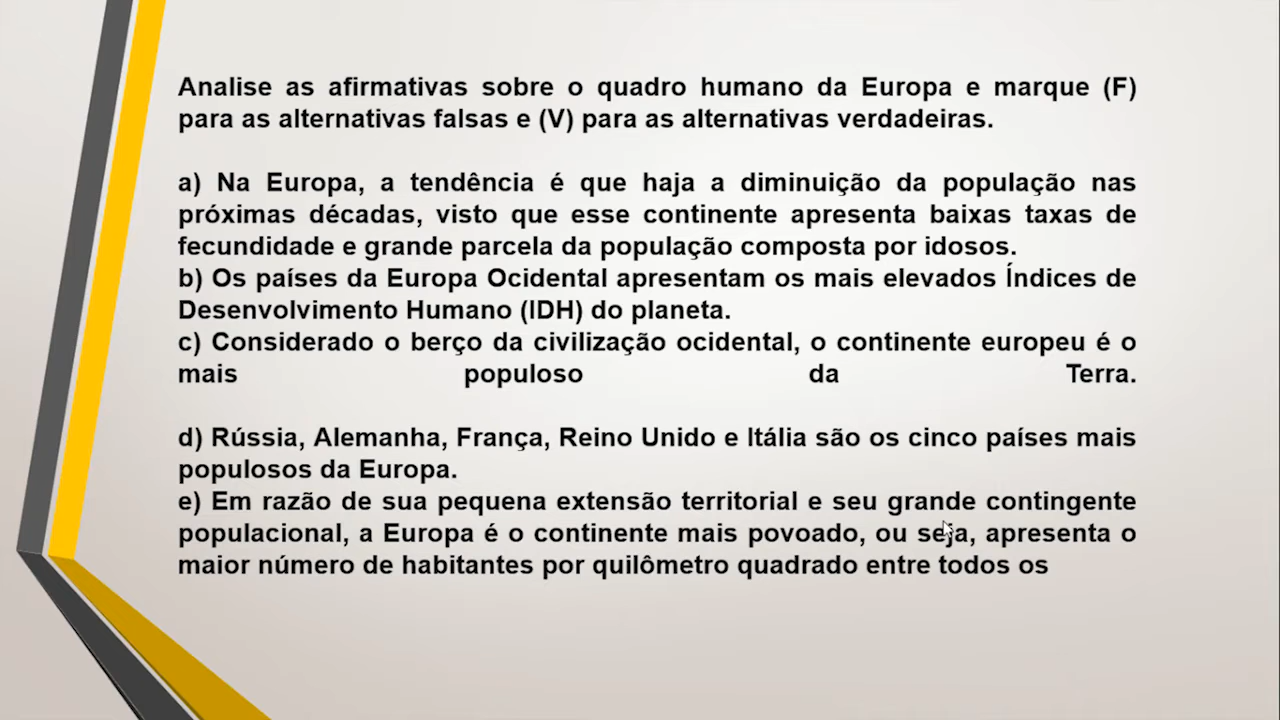 Analise as afirmativas sobre o quadro humano da Europa e marque (F)
para as alternativas falsas e (V) para as alternativas verdadeiras.
a) Na Europa, a tendência é que haja a diminuição da população nas
próximas décadas, visto que esse continente apresenta baixas taxas de
fecundidade e grande parcela da população composta por idosos.
b) Os países da Europa Ocidental apresentam os mais elevados Índices de
Desenvolvimento Humano (IDH) do planeta.
c) Considerado o berço da civilização ocidental, o continente europeu é o
mais populoso da Terra.
d) Rússia, Alemanha, França, Reino Unido e Itália são os cinco países mais
populosos da Europa.
e) Em razão de sua pequena extensão territorial e seu grande contingente
populacional, a Europa é o continente mais povoado, ou seja, apresenta o
maior número de habitantes por quilômetro quadrado entre todos os